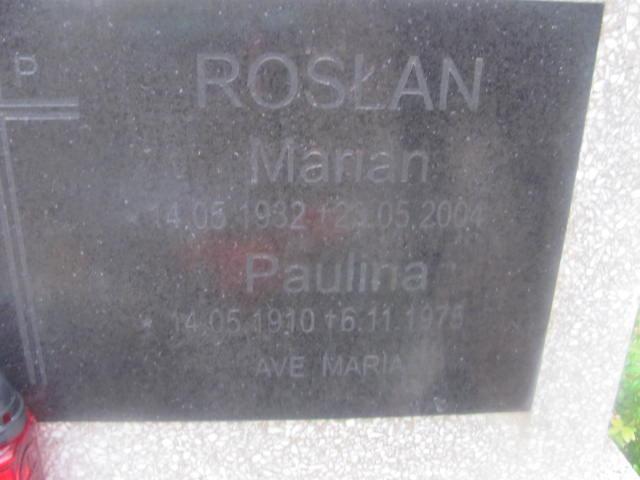 P
ROSŁAN
Marian
* 14.05.1932 †23.05.2004
Paulina
* 14.05.1910 †6.11.1975
AVE MARIA